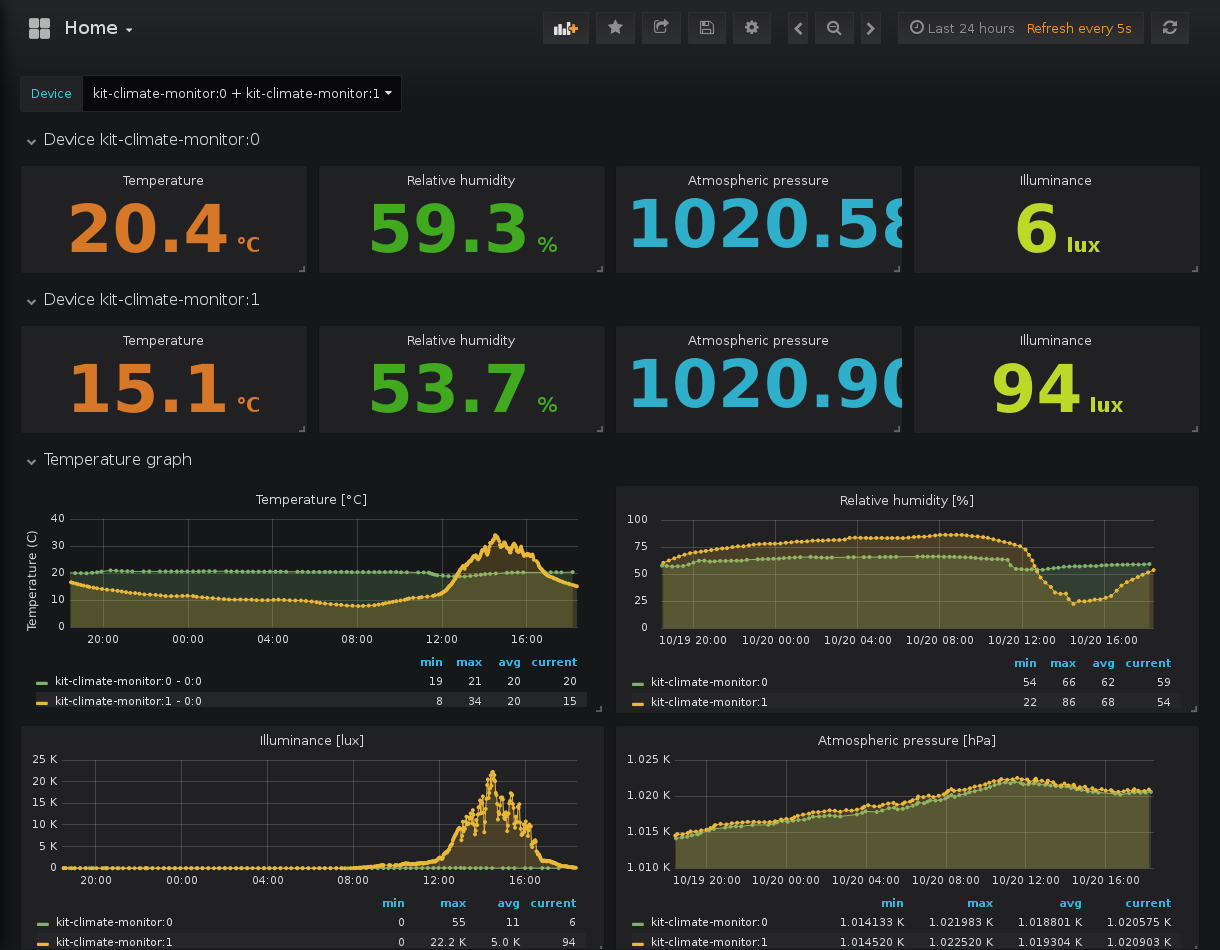 Home
Last 24 hours Refresh every 5s
Device kit-climate-monitor:0 + kit-climate-monitor:1
Device kit-climate-monitor:0
Temperature Relative humidity Atmospheric pressure Illuminance
20.4 °C 59.3 % 1020.58 6 lux
Device kit-climate-monitor:1
Temperature Relative humidity Atmospheric pressure Illuminance
15.1 °C 53.7 % 1020.90 94 lux
Temperature graph
Temperature [°C]
Temperature (C)
40
30
20
10
0
20:00 00:00 04:00 08:00 12:00 16:00
min max avg current
kit-climate-monitor:0 - 0:0 19 21 20 20
kit-climate-monitor:1 - 0:0 8 34 20 15
Relative humidity [%]
100
75
50
25
0
10/19 20:00 10/20 00:00 10/20 04:00 10/20 08:00 10/20 12:00 10/20 16:00
min max avg current
kit-climate-monitor:0 54 66 62 59
kit-climate-monitor:1 22 86 68 54
Illuminance [lux]
25 K
20 K
15 K
10 K
5 K
0
20:00 00:00 04:00 08:00 12:00 16:00
min max avg current
kit-climate-monitor:0 0 55 11 6
kit-climate-monitor:1 0 22.2 K 5.0 K 94
Atmospheric pressure [hPa]
1.025 K
1.020 K
1.015 K
1.010 K
10/19 20:00 10/20 00:00 10/20 04:00 10/20 08:00 10/20 12:00 10/20 16:00
min max avg current
kit-climate-monitor:0 1.014133 K 1.021983 K 1.018801 K 1.020575 K
kit-climate-monitor:1 1.014520 K 1.022520 K 1.019304 K 1.020903 K